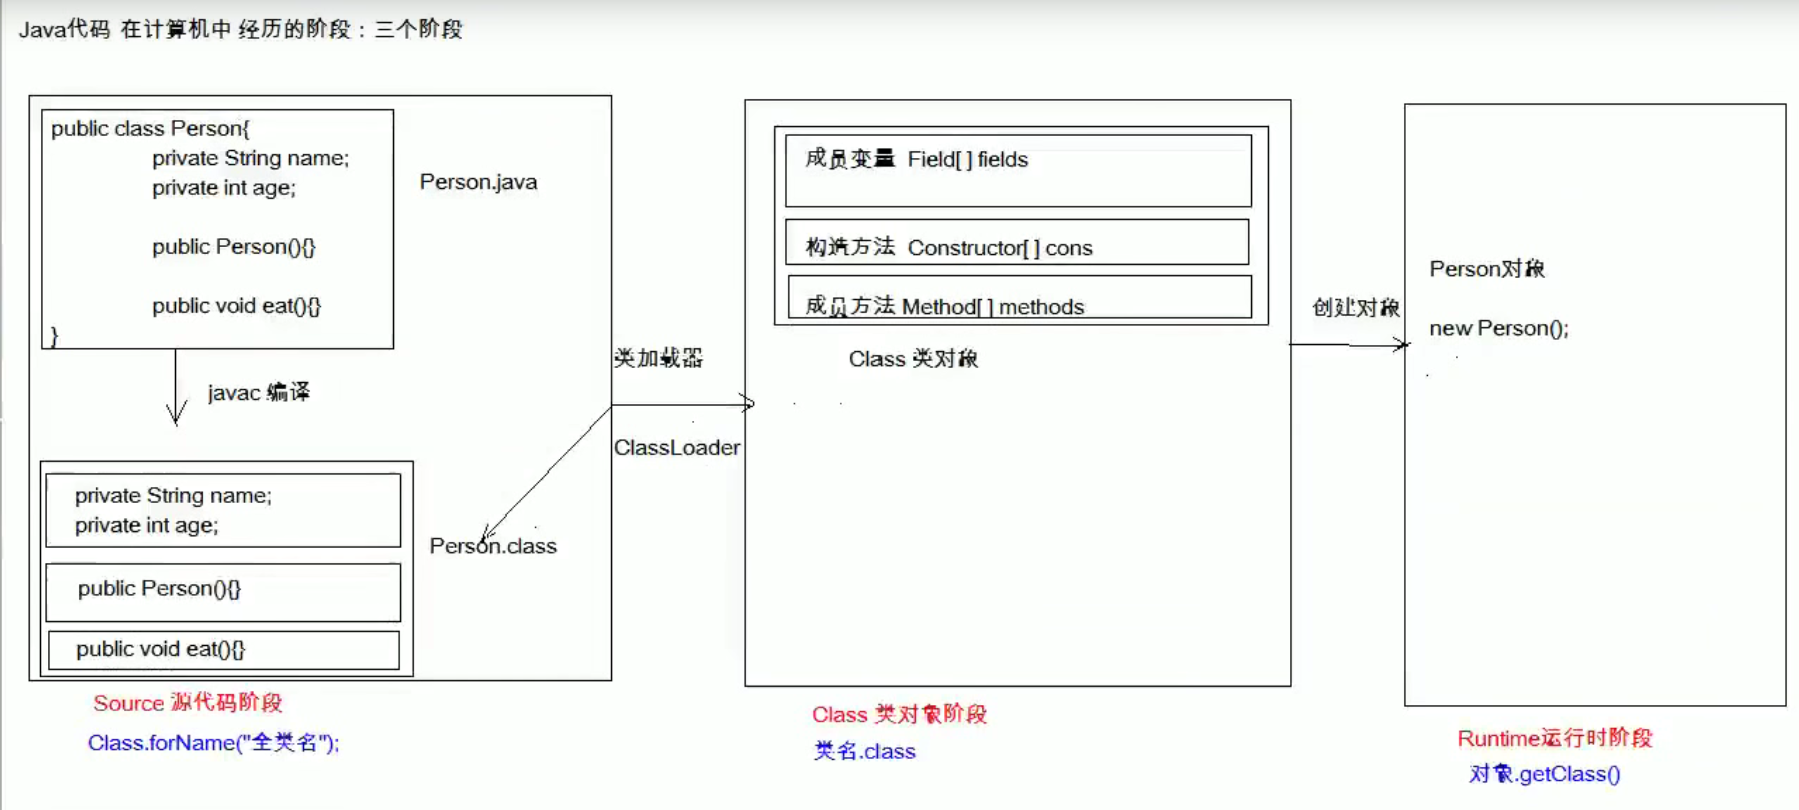 Java代码 在计算机中 经历的阶段：三个阶段
public class Person{
private String name;
private int age;
public Person(){}
public void eat(){}
}
Person.java
javac 编译
private String name;
private int age;
public Person(){}
public void eat(){}
Person.class
Source 源代码阶段
Class.forName("全类名");
类加载器
ClassLoader
成员变量 Field[] fields
构造方法 Constructor[] cons
成员方法 Method[] methods
Class 类对象
Class 类对象阶段
类名.class
创建对象
Person对象
new Person();
Runtime运行时阶段
对象.getClass()